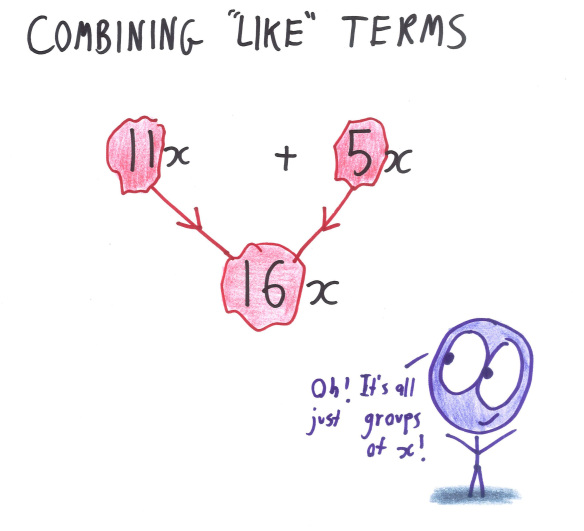 COMBINING "LIKE" TERMS
11x + 5x
16x
Oh! It's all
just groups
of x!